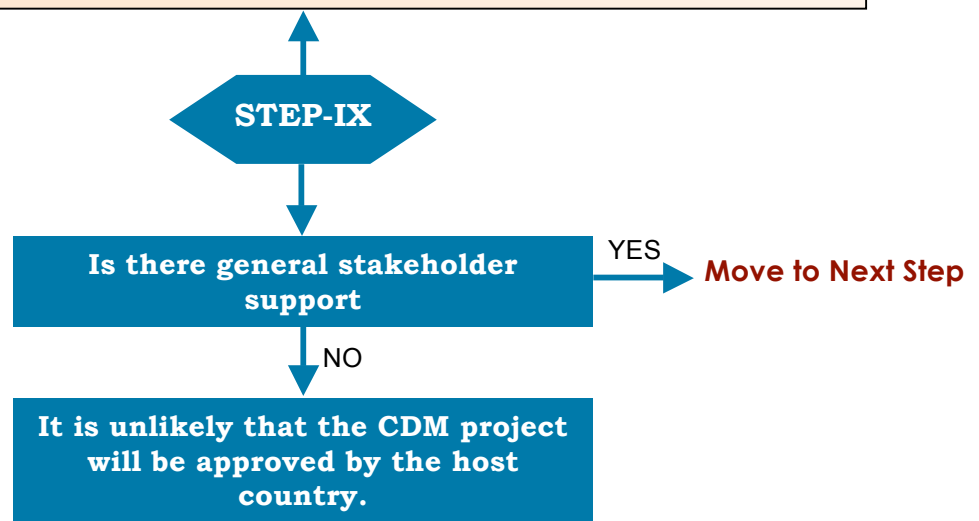 STEP-IX
Is there general stakeholder
support
YES
Move to Next Step
NO
It is unlikely that the CDM project
will be approved by the host
country.